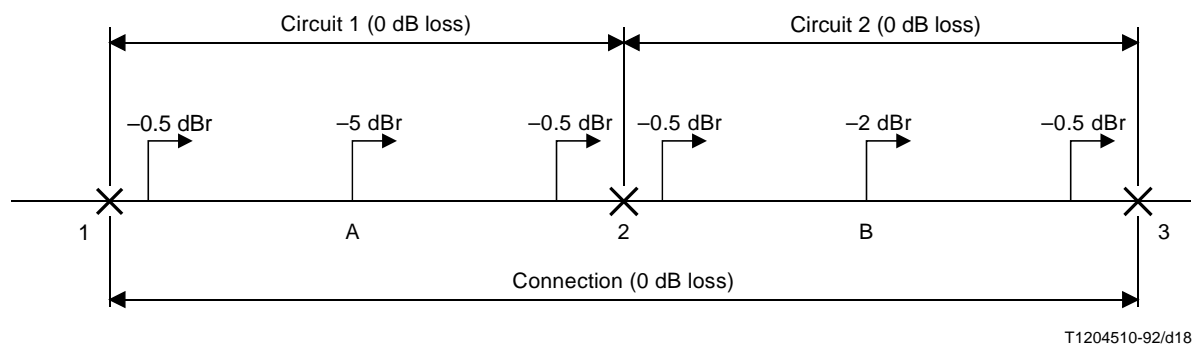 Circuit 1 (0 dB loss) Circuit 2 (0 dB loss)
–0.5 dBr –5 dBr –0.5 dBr –0.5 dBr –2 dBr –0.5 dBr
1 A 2 B 3
Connection (0 dB loss)
T1204510-92/d18